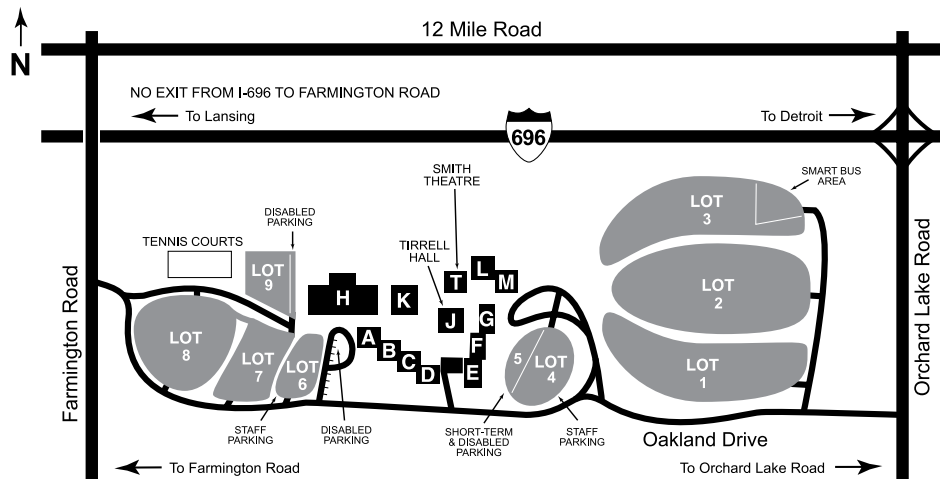 N
12 Mile Road
NO EXIT FROM I-696 TO FARMINGTON ROAD
To Lansing
696
To Detroit
SMITH
THEATRE
SMART BUS
AREA
LOT
3
DISABLED
PARKING
TENNIS COURTS
TIRRELL
HALL
LOT
9
L
T
M
H
K
LOT
2
J
G
Farmington Road
Orchard Lake Road
LOT
8
A
B
C
D
F
E
LOT
7
LOT
6
5
LOT
4
LOT
1
STAFF
PARKING
DISABLED
PARKING
SHORT-TERM
& DISABLED
PARKING
STAFF
PARKING
Oakland Drive
To Farmington Road
To Orchard Lake Road